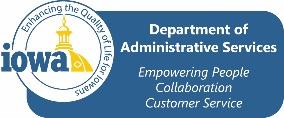 Enhancing the Quality of Life for Iowans
iowa
Department of
Administrative Services
Empowering People
Collaboration
Customer Service